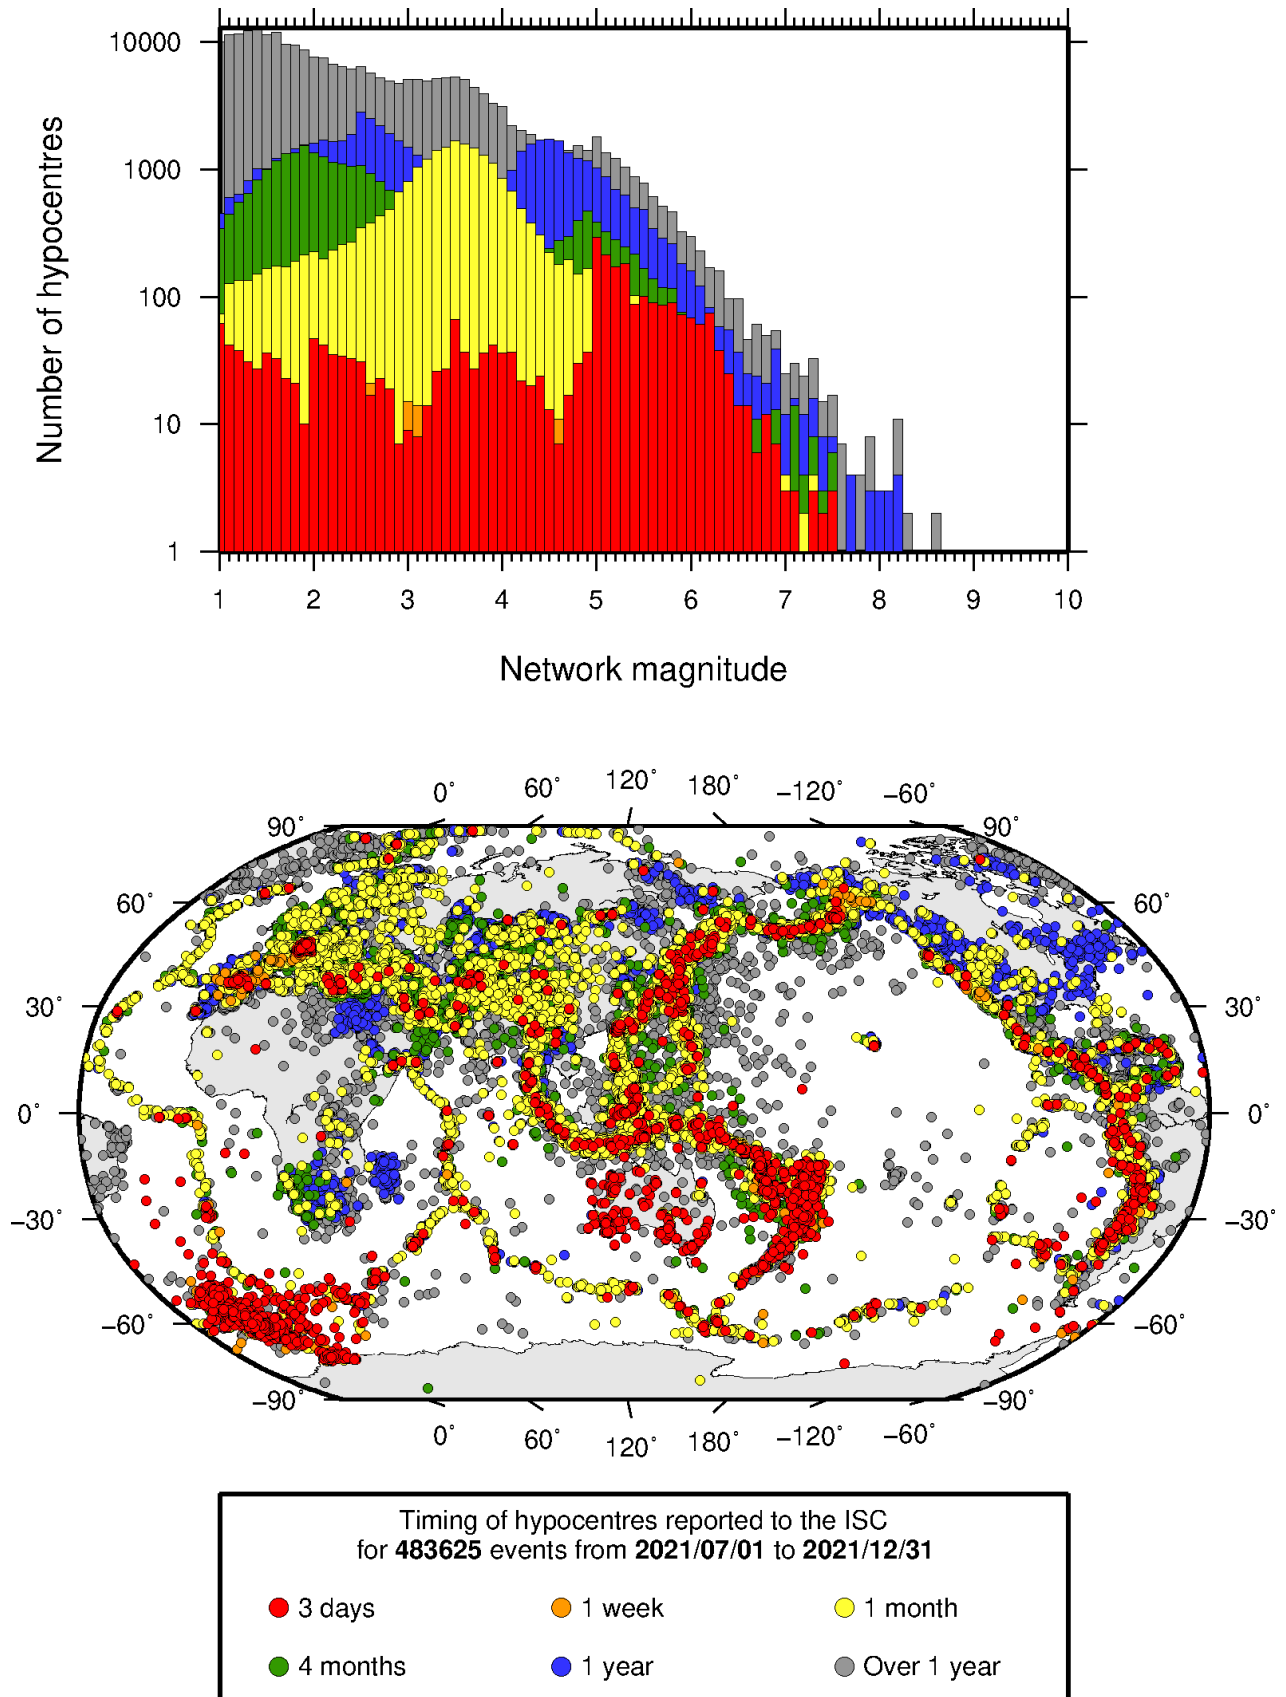 10000
1000
100
10
1
Number of hypocentres
1 2 3 4 5 6 7 8 9 10
Network magnitude
0° 60° 120° 180° −120° −60°
90° 90°
60° 60°
30° 30°
0° 0°
−30° −30°
−60° −60°
−90° −90°
0° 60° 120° 180° −120° −60°
Timing of hypocentres reported to the ISC
for 483625 events from 2021/07/01 to 2021/12/31
3 days 1 week 1 month
4 months 1 year Over 1 year